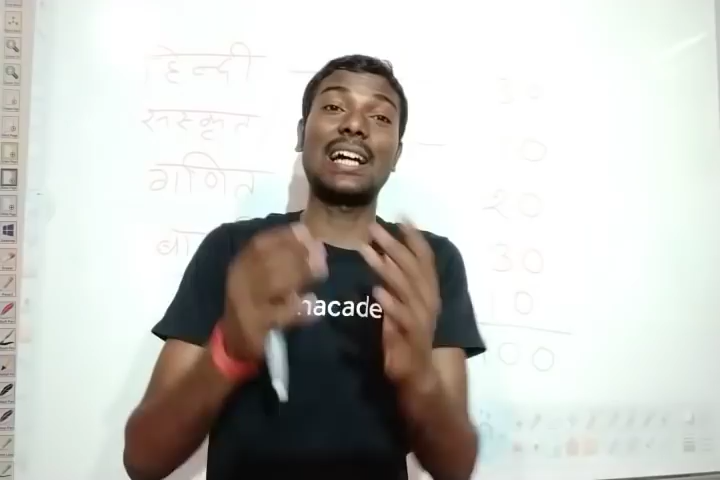 हिन्दी - 30
संस्कृत - 10
गणित 20
30
10
100
nacade